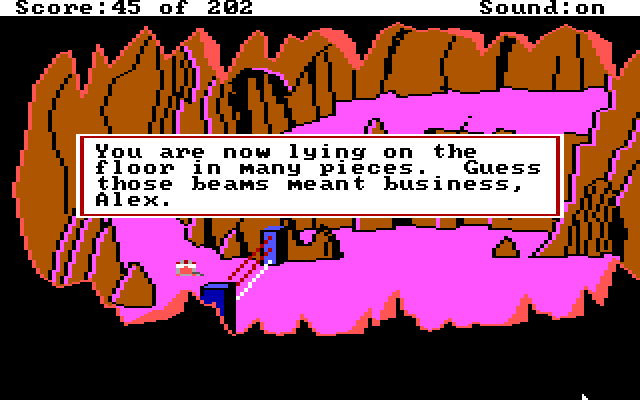 Score:45 of 202 Sound:on
You are now lying on the
floor in many pieces. Guess
those beams meant business,
Alex.